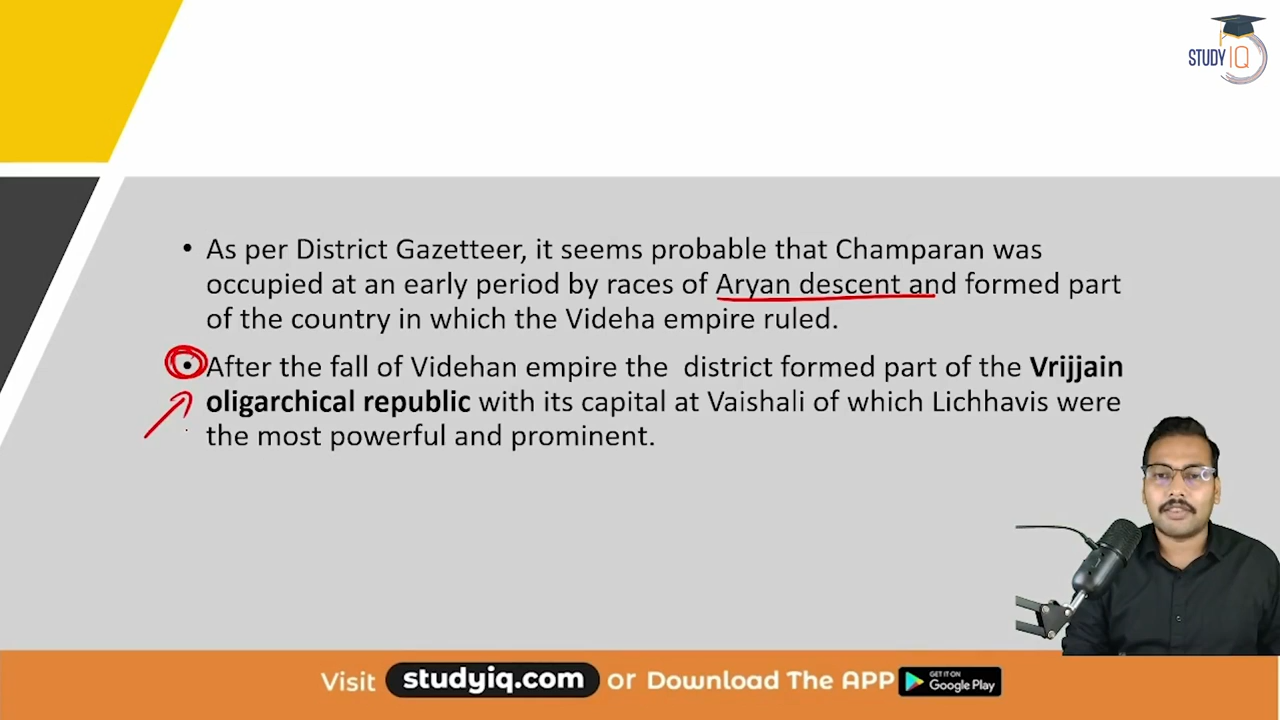 STUDY IQ
• As per District Gazetteer, it seems probable that Champaran was
occupied at an early period by races of Aryan descent and formed part
of the country in which the Videha empire ruled.
• After the fall of Videhan empire the district formed part of the Vrijjain
oligarchical republic with its capital at Vaishali of which Lichhavis were
the most powerful and prominent.
Visit studyiq.com or Download The APP GET IT ON Google Play